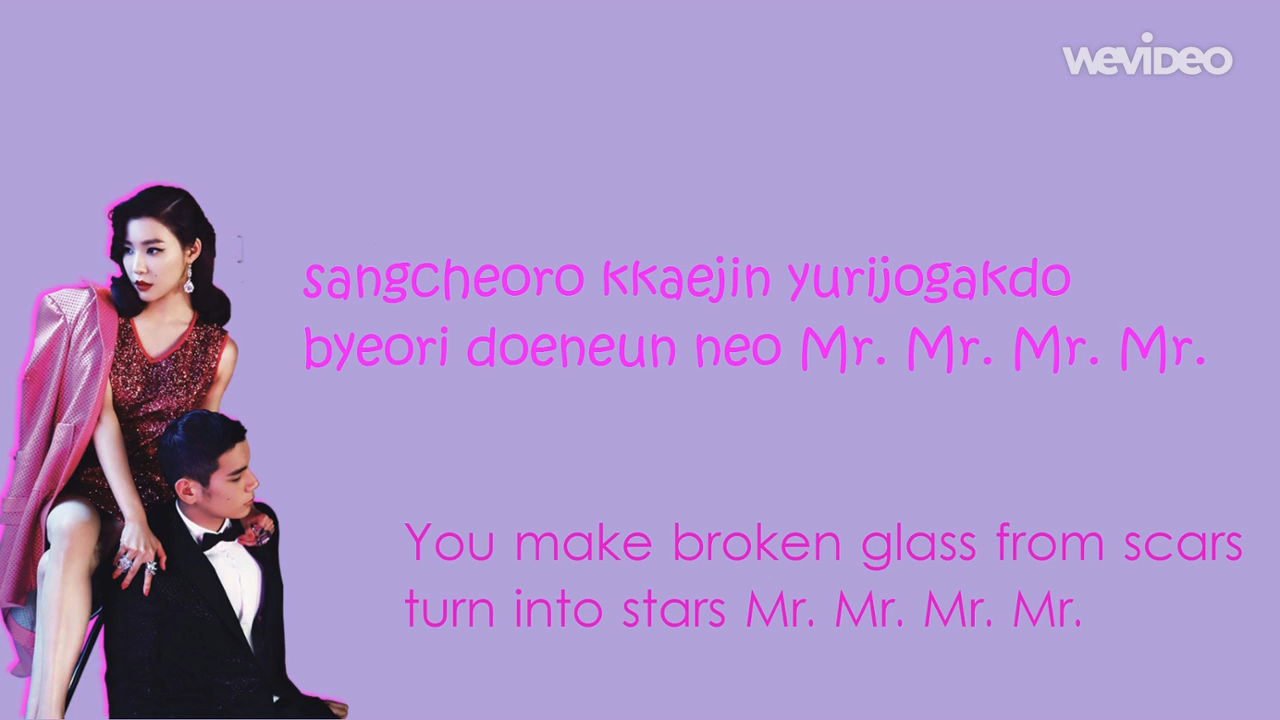 WeVideo
sangcheoro kkaejin yurijogakdo
byeori doeneun neo Mr. Mr. Mr. Mr.
You make broken glass from scars
turn into stars Mr. Mr. Mr. Mr.